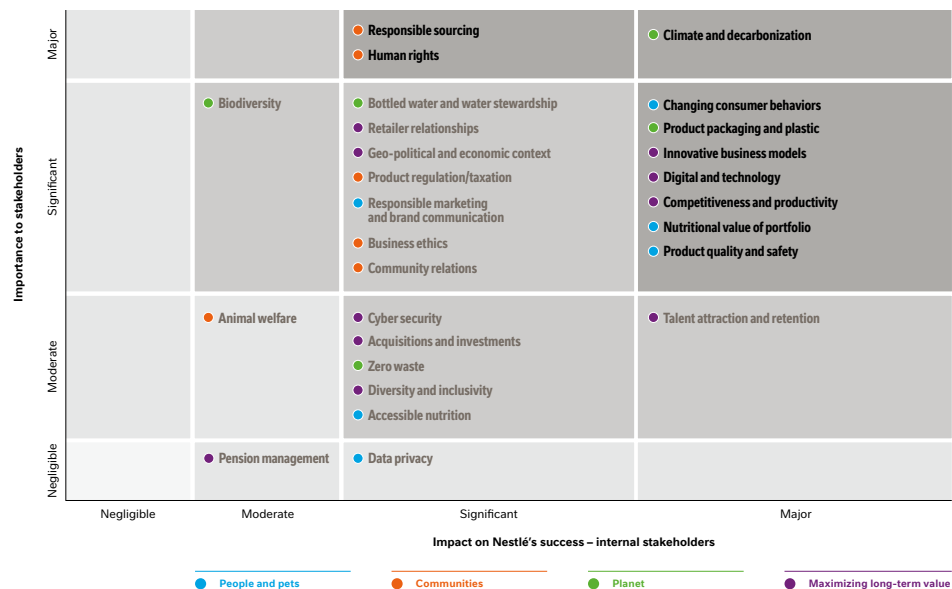 Importance to stakeholders
Major
Responsible sourcing
Human rights
Climate and decarbonization
Significant
Biodiversity
Bottled water and water stewardship
Retailer relationships
Geo-political and economic context
Product regulation/taxation
Responsible marketing
and brand communication
Business ethics
Community relations
Changing consumer behaviors
Product packaging and plastic
Innovative business models
Digital and technology
Competitiveness and productivity
Nutritional value of portfolio
Product quality and safety
Moderate
Animal welfare
Cyber security
Acquisitions and investments
Zero waste
Diversity and inclusivity
Accessible nutrition
Talent attraction and retention
Negligible
Pension management
Data privacy
Negligible
Moderate
Significant
Major
Impact on Nestlé's success – internal stakeholders
People and pets
Communities
Planet
Maximizing long-term value